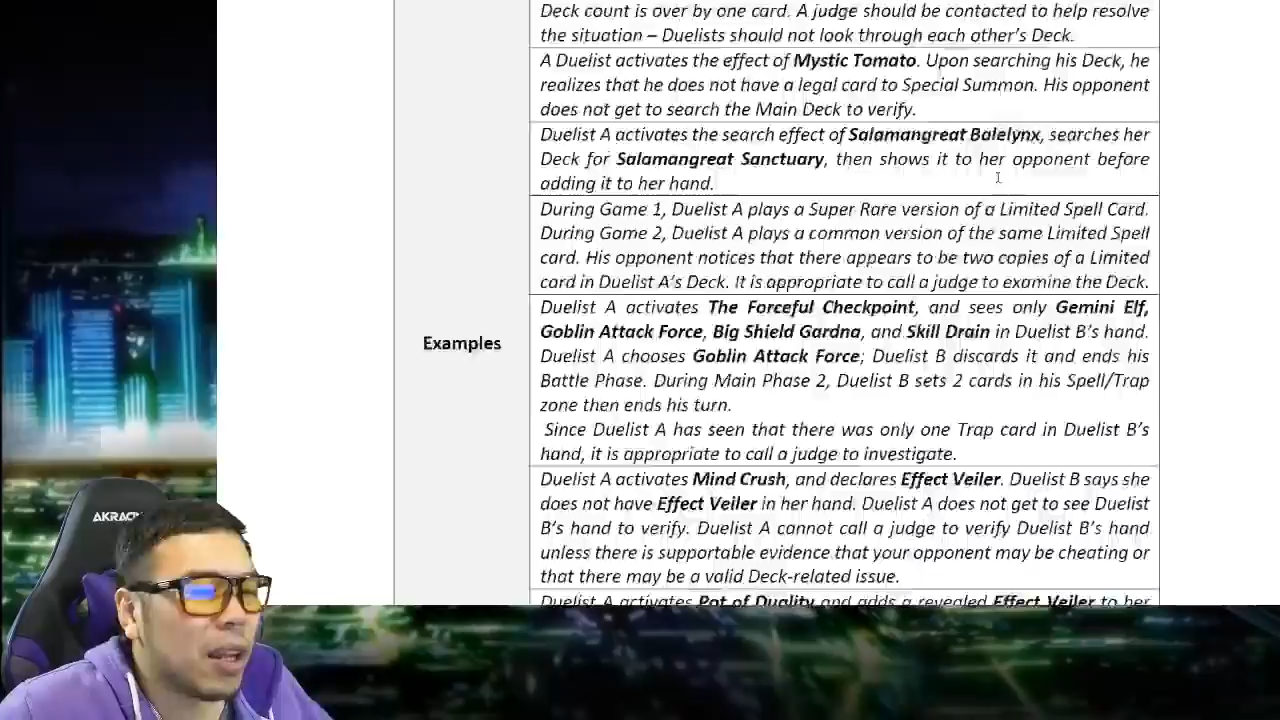 Deck count is over by one card. A judge should be contacted to help resolve
the situation – Duelists should not look through each other's Deck.
A Duelist activates the effect of Mystic Tomato. Upon searching his Deck, he
realizes that he does not have a legal card to Special Summon. His opponent
does not get to search the Main Deck to verify.
Duelist A activates the search effect of Salamangreat Balelynx, searches her
Deck for Salamangreat Sanctuary, then shows it to her opponent before
adding it to her hand.
During Game 1, Duelist A plays a Super Rare version of a Limited Spell Card.
During Game 2, Duelist A plays a common version of the same Limited Spell
card. His opponent notices that there appears to be two copies of a Limited
card in Duelist A's Deck. It is appropriate to call a judge to examine the Deck.
Duelist A activates The Forceful Checkpoint, and sees only Gemini Elf,
Goblin Attack Force, Big Shield Gardna, and Skill Drain in Duelist B's hand.
Examples
Duelist A chooses Goblin Attack Force; Duelist B discards it and ends his
Battle Phase. During Main Phase 2, Duelist B sets 2 cards in his Spell/Trap
zone then ends his turn.
Since Duelist A has seen that there was only one Trap card in Duelist B's
hand, it is appropriate to call a judge to investigate.
Duelist A activates Mind Crush, and declares Effect Veiler. Duelist B says she
does not have Effect Veiler in her hand. Duelist A does not get to see Duelist
B's hand to verify. Duelist A cannot call a judge to verify Duelist B's hand
unless there is supportable evidence that your opponent may be cheating or
that there may be a valid Deck-related issue.
Duelist A activates Pot of Duality and adds a revealed Effect Veiler to her